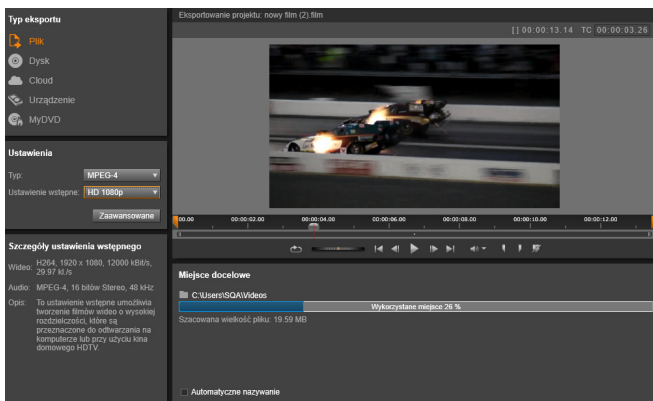 Typ eksportu
Plik
Dysk
Cloud
Urządzenie
MyDVD
Ustawienia
Typ: MPEG-4
Ustawienie wstępne: HD 1080p
Zaawansowane
Szczegóły ustawienia wstępnego
Wideo: H264, 1920 x 1080, 12000 kBit/s,
29.97 kl./s
Audio: MPEG-4, 16 bitów Stereo, 48 kHz
Opis: To ustawienie wstępne umożliwia
tworzenie filmów wideo o wysokiej
rozdzielczości, które są
przeznaczone do odtwarzania na
komputerze lub przy użyciu kina
domowego HDTV.
Eksportowanie projektu: nowy film (2).film
[ ] 00:00:13.14 TC 00:00:03.26
00.00 00:00:02.00 00:00:04.00 00:00:06.00 00:00:08.00 00:00:10.00 00:00:12.00
Miejsce docelowe
C:\Users\SQA\Videos
Wykorzystane miejsce 26 %
Szacowana wielkość pliku: 19.59 MB
Automatyczne nazywanie